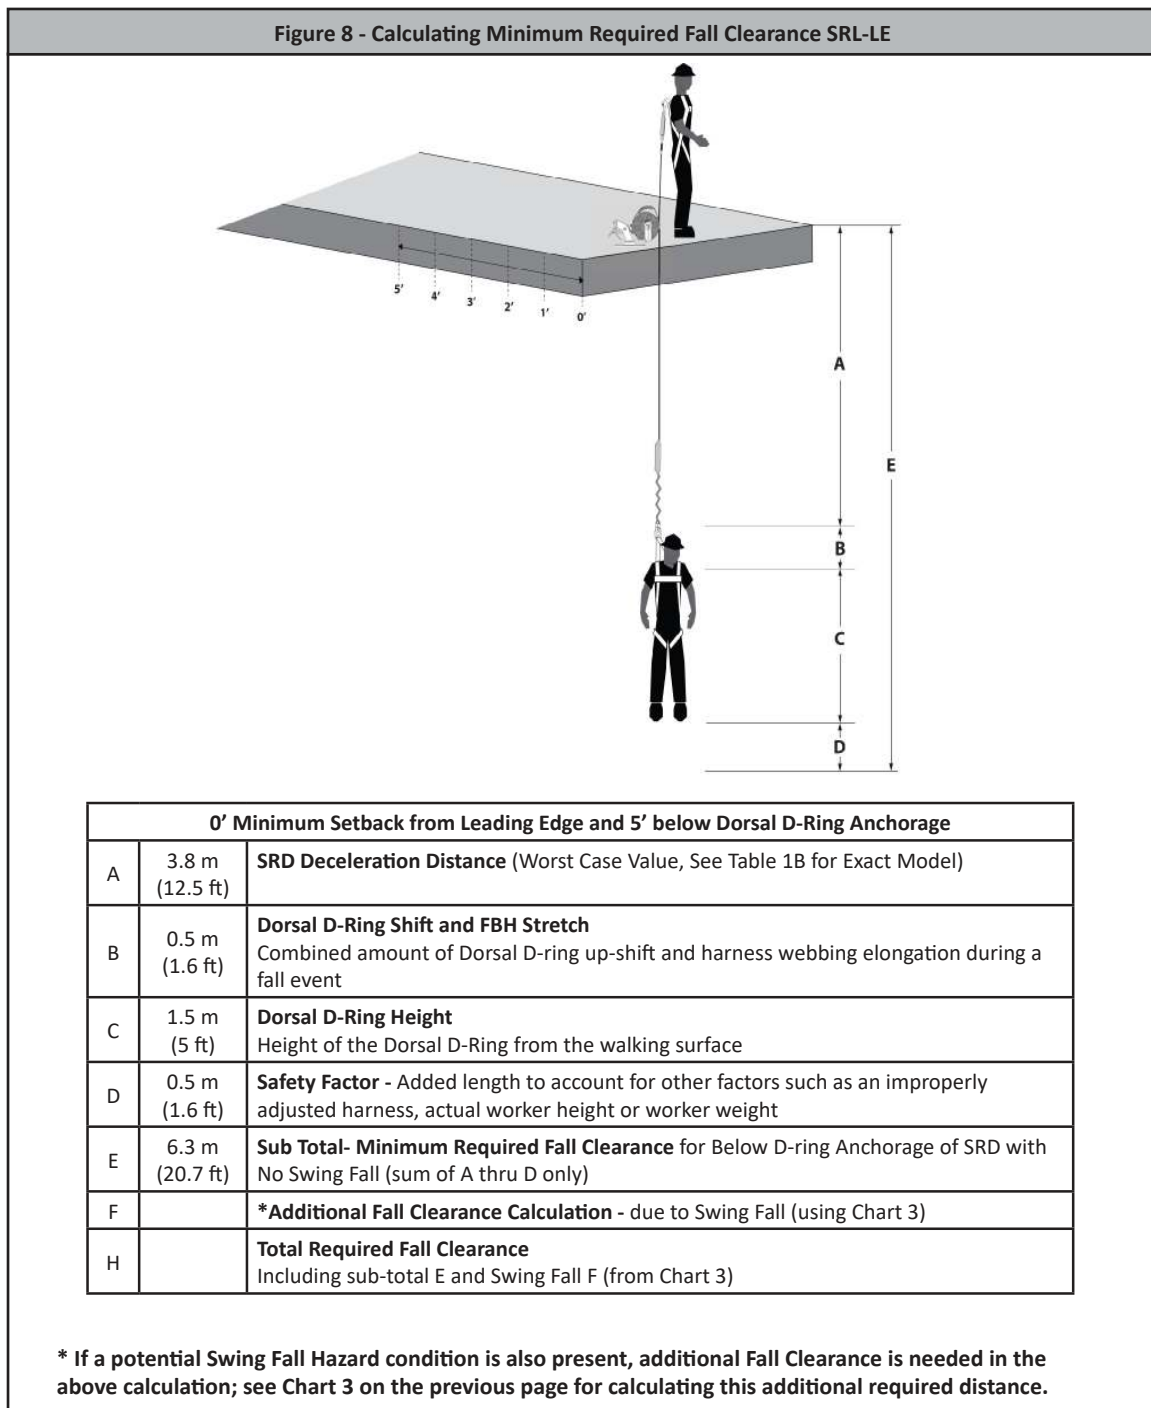 Figure 8 - Calculating Minimum Required Fall Clearance SRL-LE
5’
4’
3’
2’
1’
0’
A
E
B
C
D
0’ Minimum Setback from Leading Edge and 5’ below Dorsal D-Ring Anchorage
A
3.8 m
(12.5 ft)
SRD Deceleration Distance (Worst Case Value, See Table 1B for Exact Model)
B
0.5 m
(1.6 ft)
Dorsal D-Ring Shift and FBH Stretch
Combined amount of Dorsal D-ring up-shift and harness webbing elongation during a
fall event
C
1.5 m
(5 ft)
Dorsal D-Ring Height
Height of the Dorsal D-Ring from the walking surface
D
0.5 m
(1.6 ft)
Safety Factor - Added length to account for other factors such as an improperly
adjusted harness, actual worker height or worker weight
E
6.3 m
(20.7 ft)
Sub Total- Minimum Required Fall Clearance for Below D-ring Anchorage of SRD with
No Swing Fall (sum of A thru D only)
F
*Additional Fall Clearance Calculation - due to Swing Fall (using Chart 3)
H
Total Required Fall Clearance
Including sub-total E and Swing Fall F (from Chart 3)
* If a potential Swing Fall Hazard condition is also present, additional Fall Clearance is needed in the
above calculation; see Chart 3 on the previous page for calculating this additional required distance.